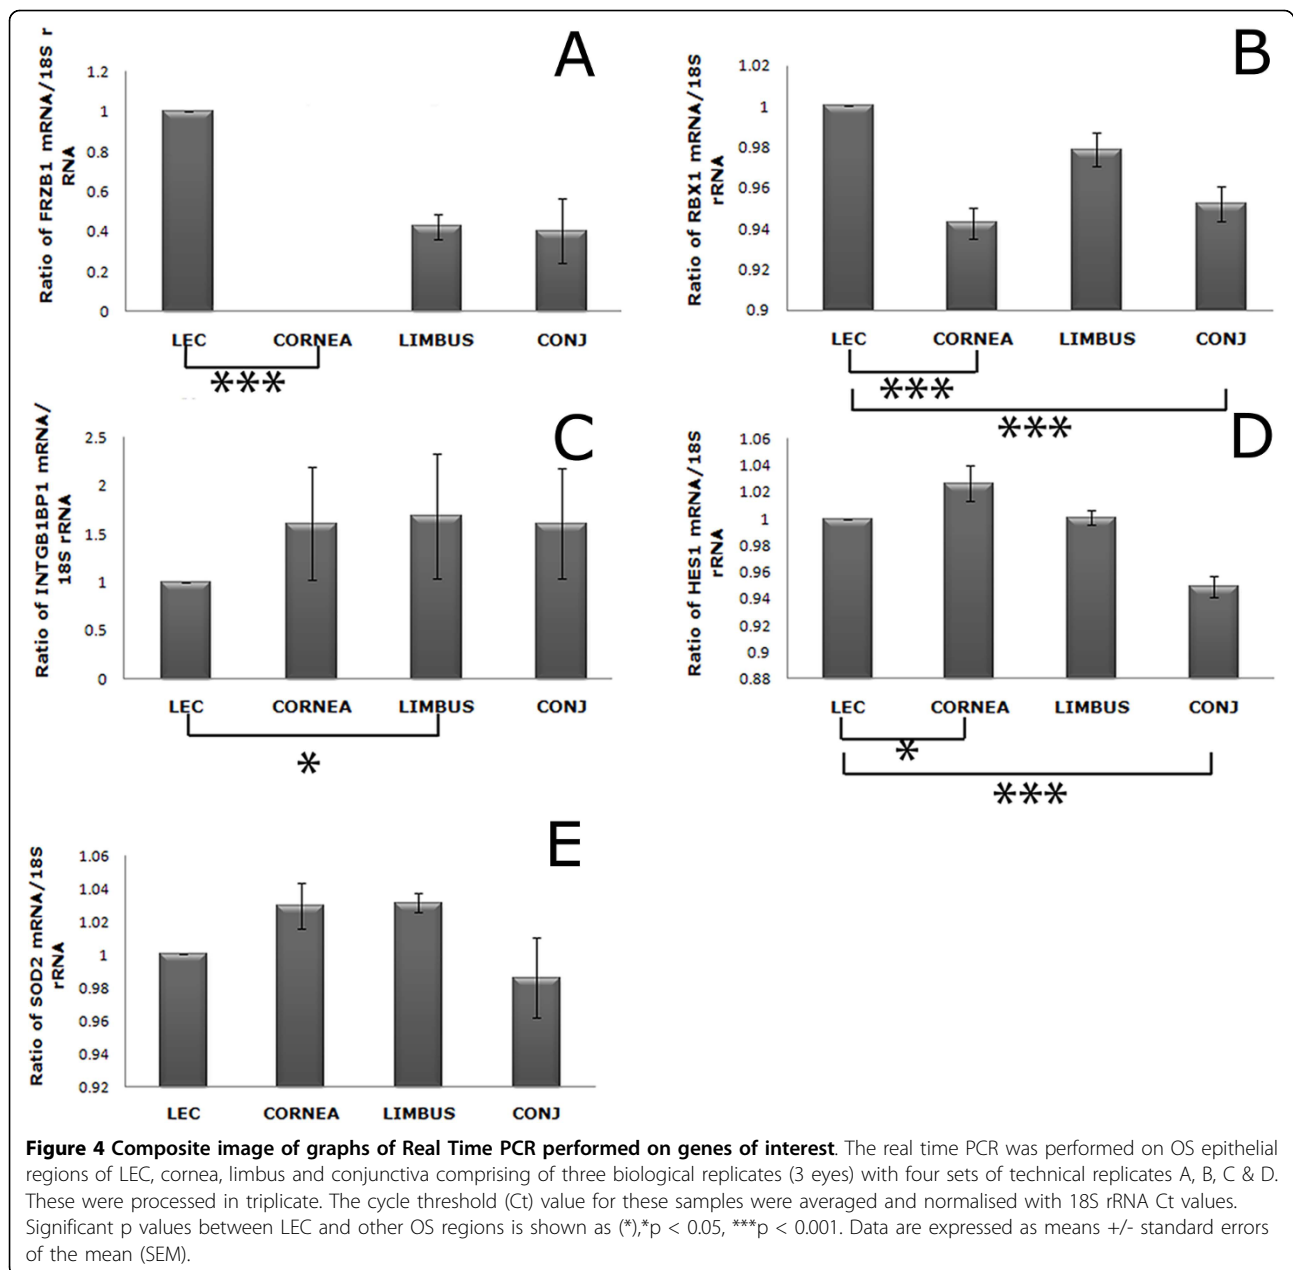 A
Ratio of FRZB1 mRNA/18S r
RNA
1.2
1
0.8
0.6
0.4
0.2
0
LEC CORNEA LIMBUS CONJ
***
B
Ratio of RBX1 mRNA/18S
rRNA
1.02
1
0.98
0.96
0.94
0.92
0.9
LEC CORNEA LIMBUS CONJ
***
***
C
Ratio of INTGB1BP1 mRNA/
18S rRNA
2.5
2
1.5
1
0.5
0
LEC CORNEA LIMBUS CONJ
*
D
Ratio of HES1 mRNA/18S
rRNA
1.06
1.04
1.02
1
0.98
0.96
0.94
0.92
0.9
0.88
LEC CORNEA LIMBUS CONJ
*
***
E
Ratio of SOD2 mRNA/18S
rRNA
1.06
1.04
1.02
1
0.98
0.96
0.94
0.92
LEC CORNEA LIMBUS CONJ
Figure 4 Composite image of graphs of Real Time PCR performed on genes of interest. The real time PCR was performed on OS epithelial
regions of LEC, cornea, limbus and conjunctiva comprising of three biological replicates (3 eyes) with four sets of technical replicates A, B, C & D.
These were processed in triplicate. The cycle threshold (Ct) value for these samples were averaged and normalised with 18S rRNA Ct values.
Significant p values between LEC and other OS regions is shown as (*),*p < 0.05, ***p < 0.001. Data are expressed as means +/- standard errors
of the mean (SEM).